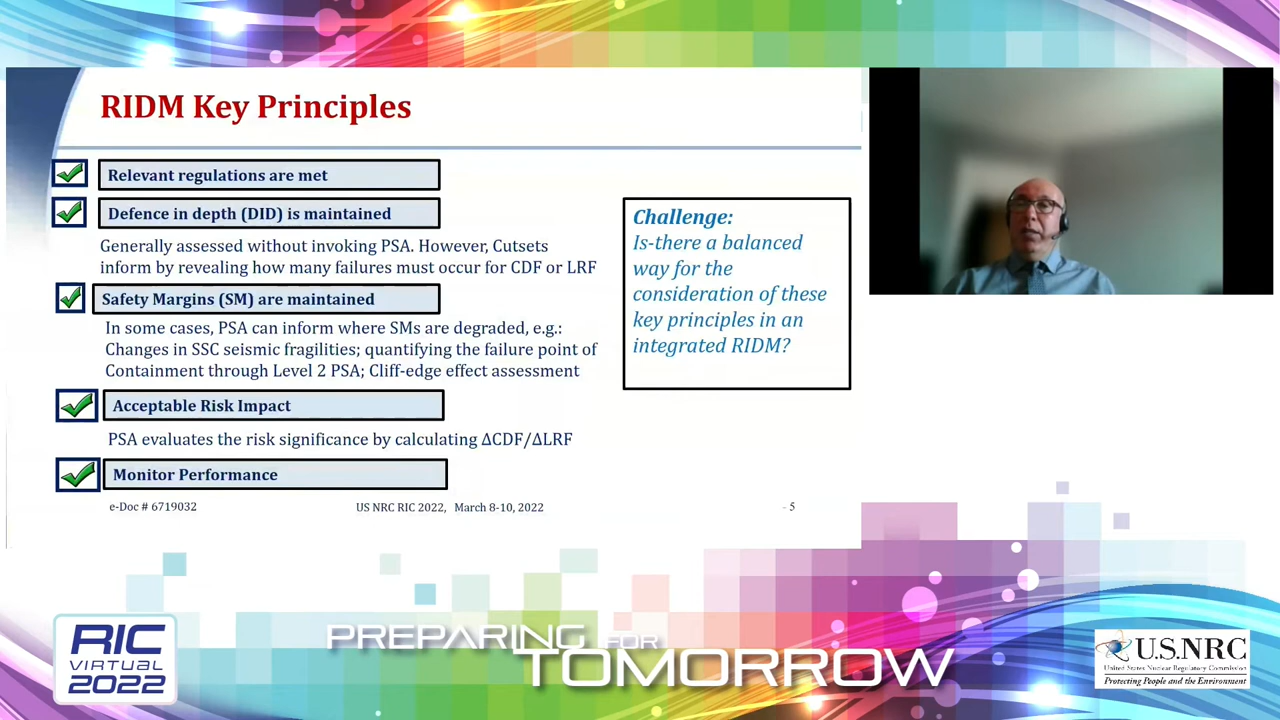 RIDM Key Principles
Relevant regulations are met
Defence in depth (DID) is maintained
Generally assessed without invoking PSA. However, Cutsets
inform by revealing how many failures must occur for CDF or LRF
Safety Margins (SM) are maintained
In some cases, PSA can inform where SMs are degraded, e.g.:
Changes in SSC seismic fragilities; quantifying the failure point of
Containment through Level 2 PSA; Cliff-edge effect assessment
Acceptable Risk Impact
PSA evaluates the risk significance by calculating ΔCDF/ΔLRF
Monitor Performance
Challenge:
Is-there a balanced
way for the
consideration of these
key principles in an
integrated RIDM?
e-Doc # 6719032
US NRC RIC 2022, March 8-10, 2022
- 5
RIC
VIRTUAL
2022
PREPARING FOR
TOMORROW
U.S.NRC
United States Nuclear Regulatory Commission
Protecting People and the Environment